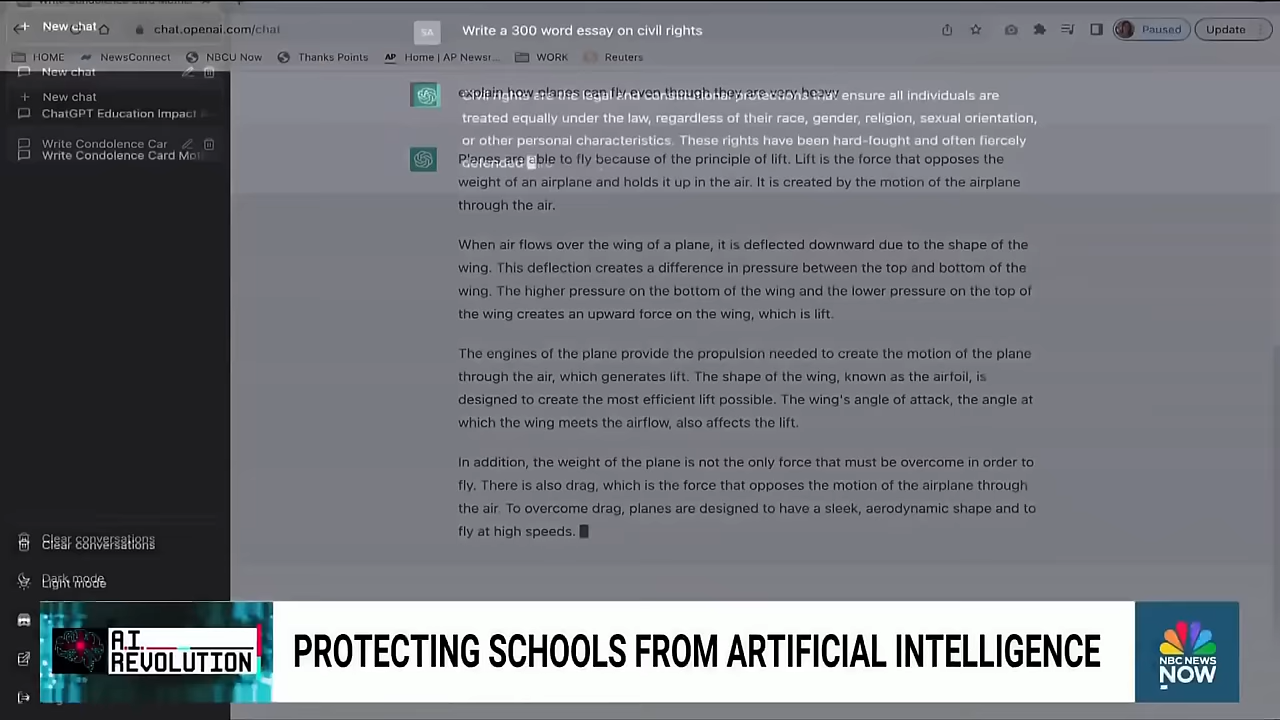 New chat
chat.openai.com/chat
SA
Write a 300 word essay on civil rights
Paused
Update
HOME
NewsConnect
NBCU Now
Thanks Points
AP
Home | AP Newsr...
WORK
Reuters
New chat
New chat
ChatGPT Education Impact
Write Condolence Car
Write Condolence Card Mot
explain how planes can fly even though they are very heavy
Civil rights are the legal and constitutional protections that ensure all individuals are
treated equally under the law, regardless of their race, gender, religion, sexual orientation,
or other personal characteristics. These rights have been hard-fought and often fiercely
defended
Planes are able to fly because of the principle of lift. Lift is the force that opposes the
weight of an airplane and holds it up in the air. It is created by the motion of the airplane
through the air.
When air flows over the wing of a plane, it is deflected downward due to the shape of the
wing. This deflection creates a difference in pressure between the top and bottom of the
wing. The higher pressure on the bottom of the wing and the lower pressure on the top of
the wing creates an upward force on the wing, which is lift.
The engines of the plane provide the propulsion needed to create the motion of the plane
through the air, which generates lift. The shape of the wing, known as the airfoil, is
designed to create the most efficient lift possible. The wing's angle of attack, the angle at
which the wing meets the airflow, also affects the lift.
In addition, the weight of the plane is not the only force that must be overcome in order to
fly. There is also drag, which is the force that opposes the motion of the airplane through
the air. To overcome drag, planes are designed to have a sleek, aerodynamic shape and to
fly at high speeds.
Clear conversations
Clear conversations
Dark mode
Light mode
A.I.
REVOLUTION
PROTECTING SCHOOLS FROM ARTIFICIAL INTELLIGENCE
NBC NEWS
NOW